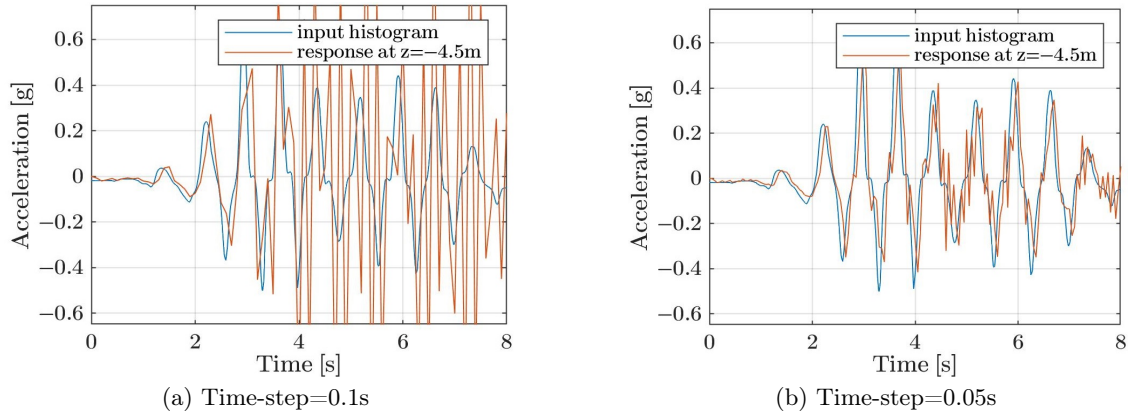 0.6
0.4
0.2
0
−0.2
−0.4
−0.6
Acceleration [g]
input histogram
response at z=−4.5m
0 2 4 6 8
Time [s]
(a) Time-step=0.1s
0.6
0.4
0.2
0
−0.2
−0.4
−0.6
Acceleration [g]
input histogram
response at z=−4.5m
0 2 4 6 8
Time [s]
(b) Time-step=0.05s